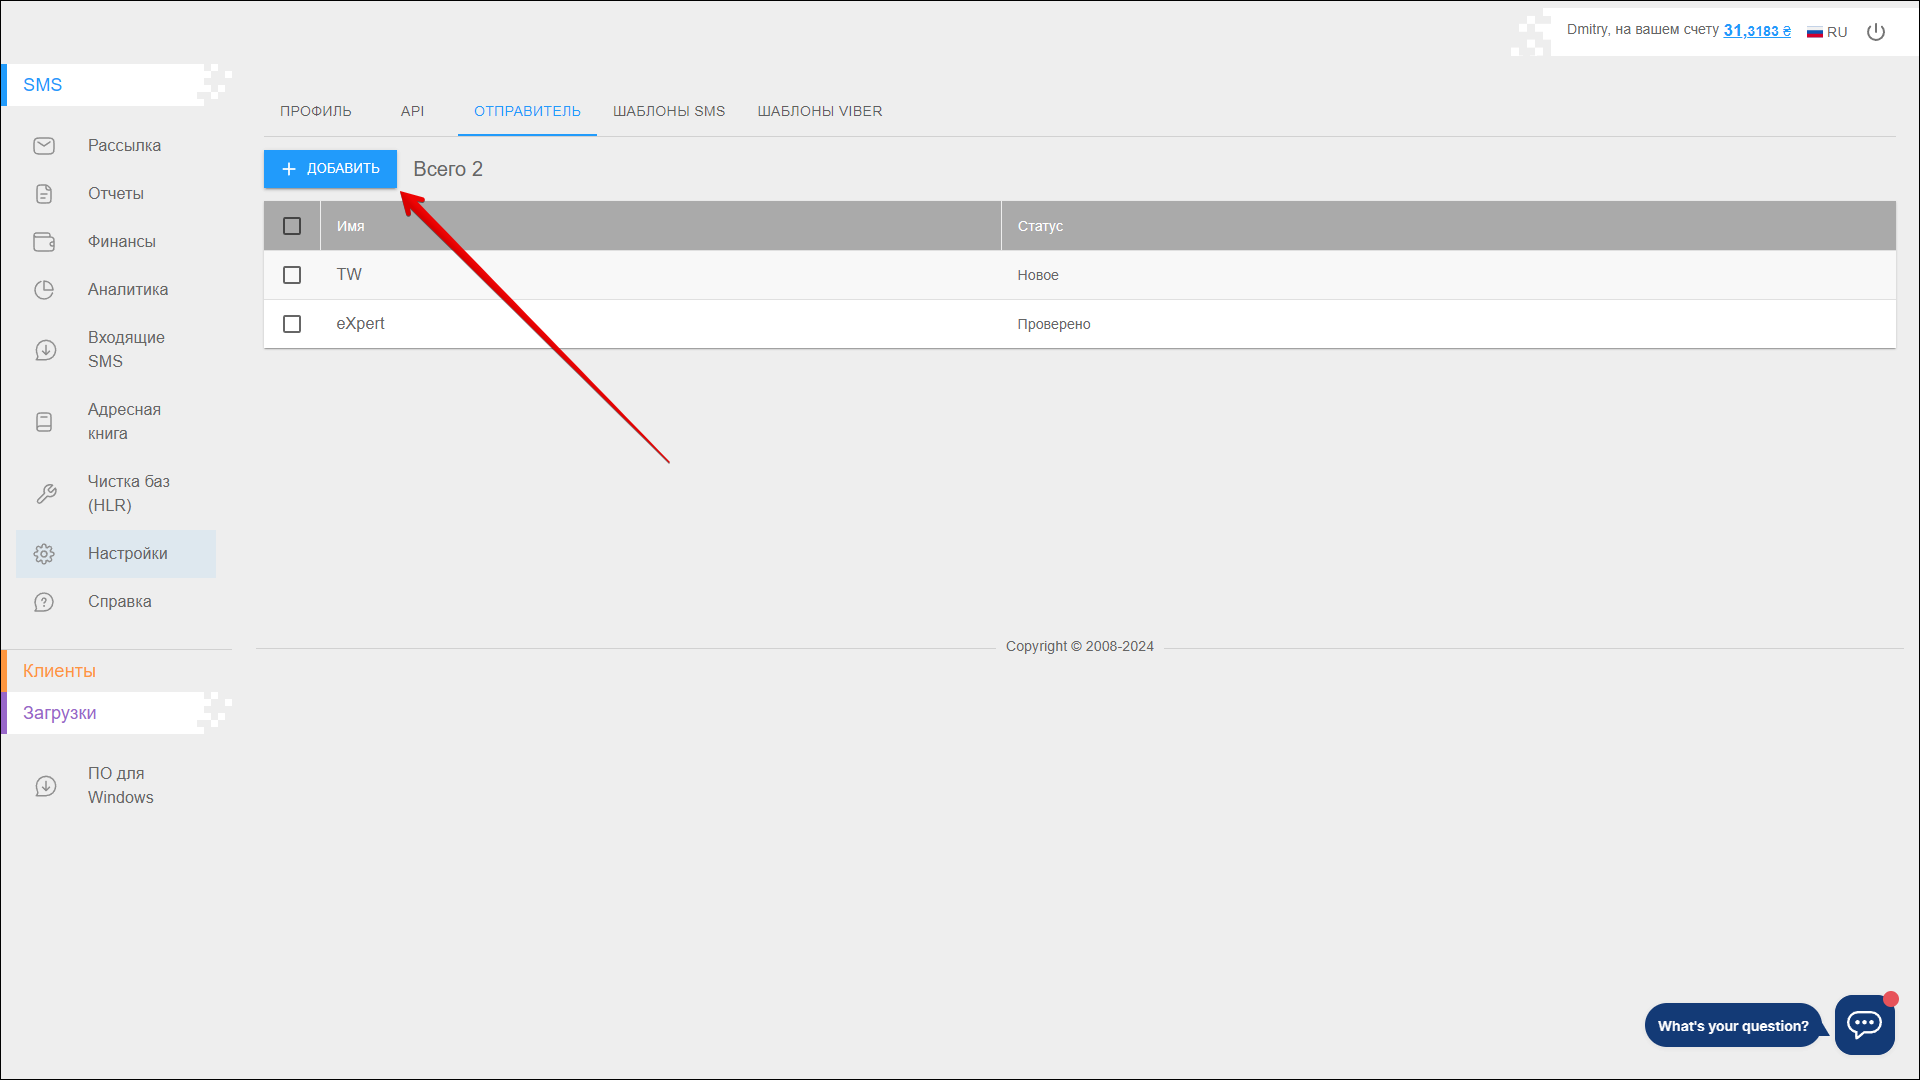 Dmitry, на вашем счету 31,3183 ₴ RU
SMS
Рассылка
Отчеты
Финансы
Аналитика
Входящие
SMS
Адресная
книга
Чистка баз
(HLR)
Настройки
Справка
Клиенты
Загрузки
ПО для
Windows
ПРОФИЛЬ API ОТПРАВИТЕЛЬ ШАБЛОНЫ SMS ШАБЛОНЫ VIBER
ДОБАВИТЬ Всего 2
Имя Статус
TW Новое
eXpert Проверено
Copyright © 2008-2024
What's your question?